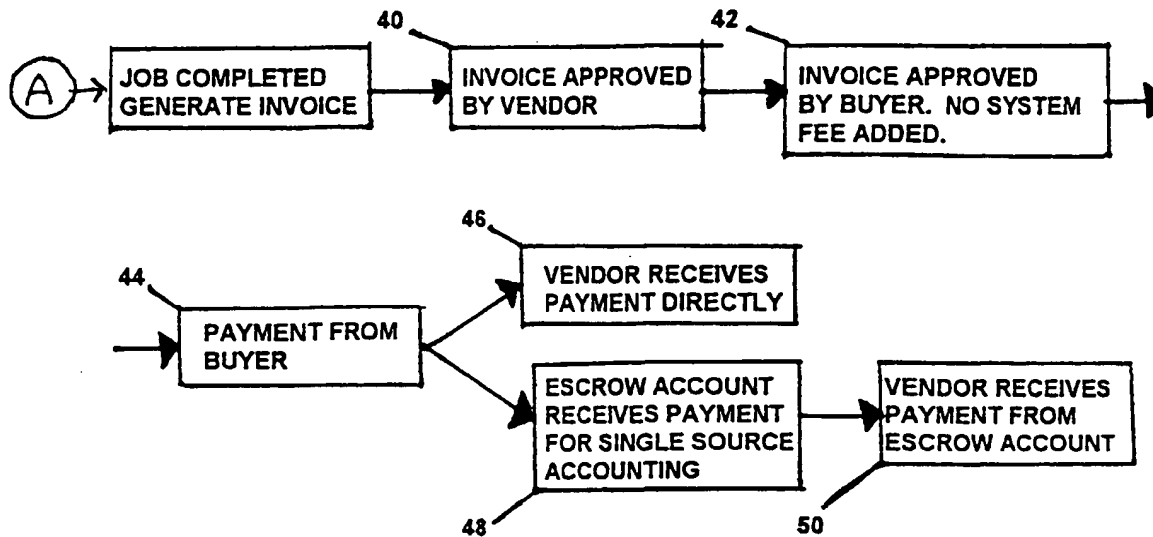 40
42
A
JOB COMPLETED
GENERATE INVOICE
INVOICE APPROVED
BY VENDOR
INVOICE APPROVED
BY BUYER. NO SYSTEM
FEE ADDED.
46
44
VENDOR RECEIVES
PAYMENT DIRECTLY
PAYMENT FROM
BUYER
ESCROW ACCOUNT
RECEIVES PAYMENT
FOR SINGLE SOURCE
ACCOUNTING
VENDOR RECEIVES
PAYMENT FROM
ESCROW ACCOUNT
48
50